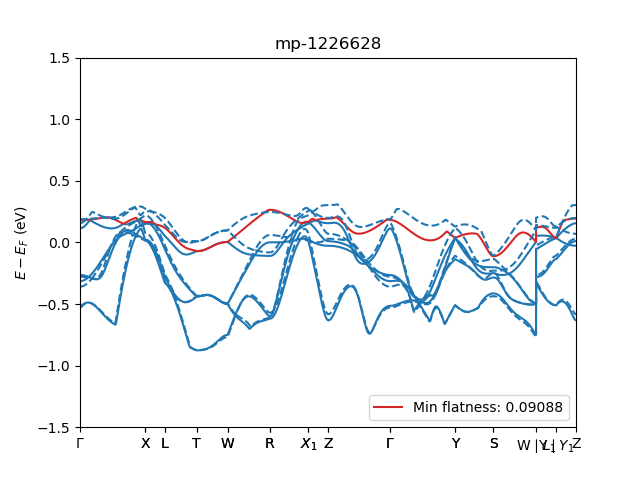 mp-1226628
1.5
1.0
0.5
0.0
−0.5
−1.0
−1.5
E − E_F (eV)
Min flatness: 0.09088
Γ X L T W R X₁ Z Γ Y S W | Y₁ Z